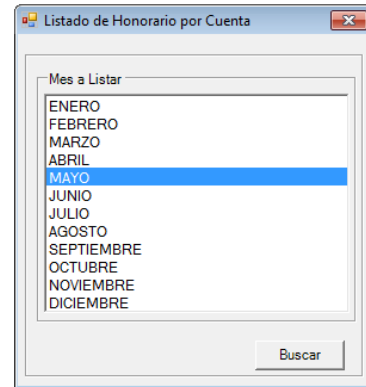 Listado de Honorario por Cuenta
Mes a Listar
ENERO
FEBRERO
MARZO
ABRIL
MAYO
JUNIO
JULIO
AGOSTO
SEPTIEMBRE
OCTUBRE
NOVIEMBRE
DICIEMBRE
Buscar